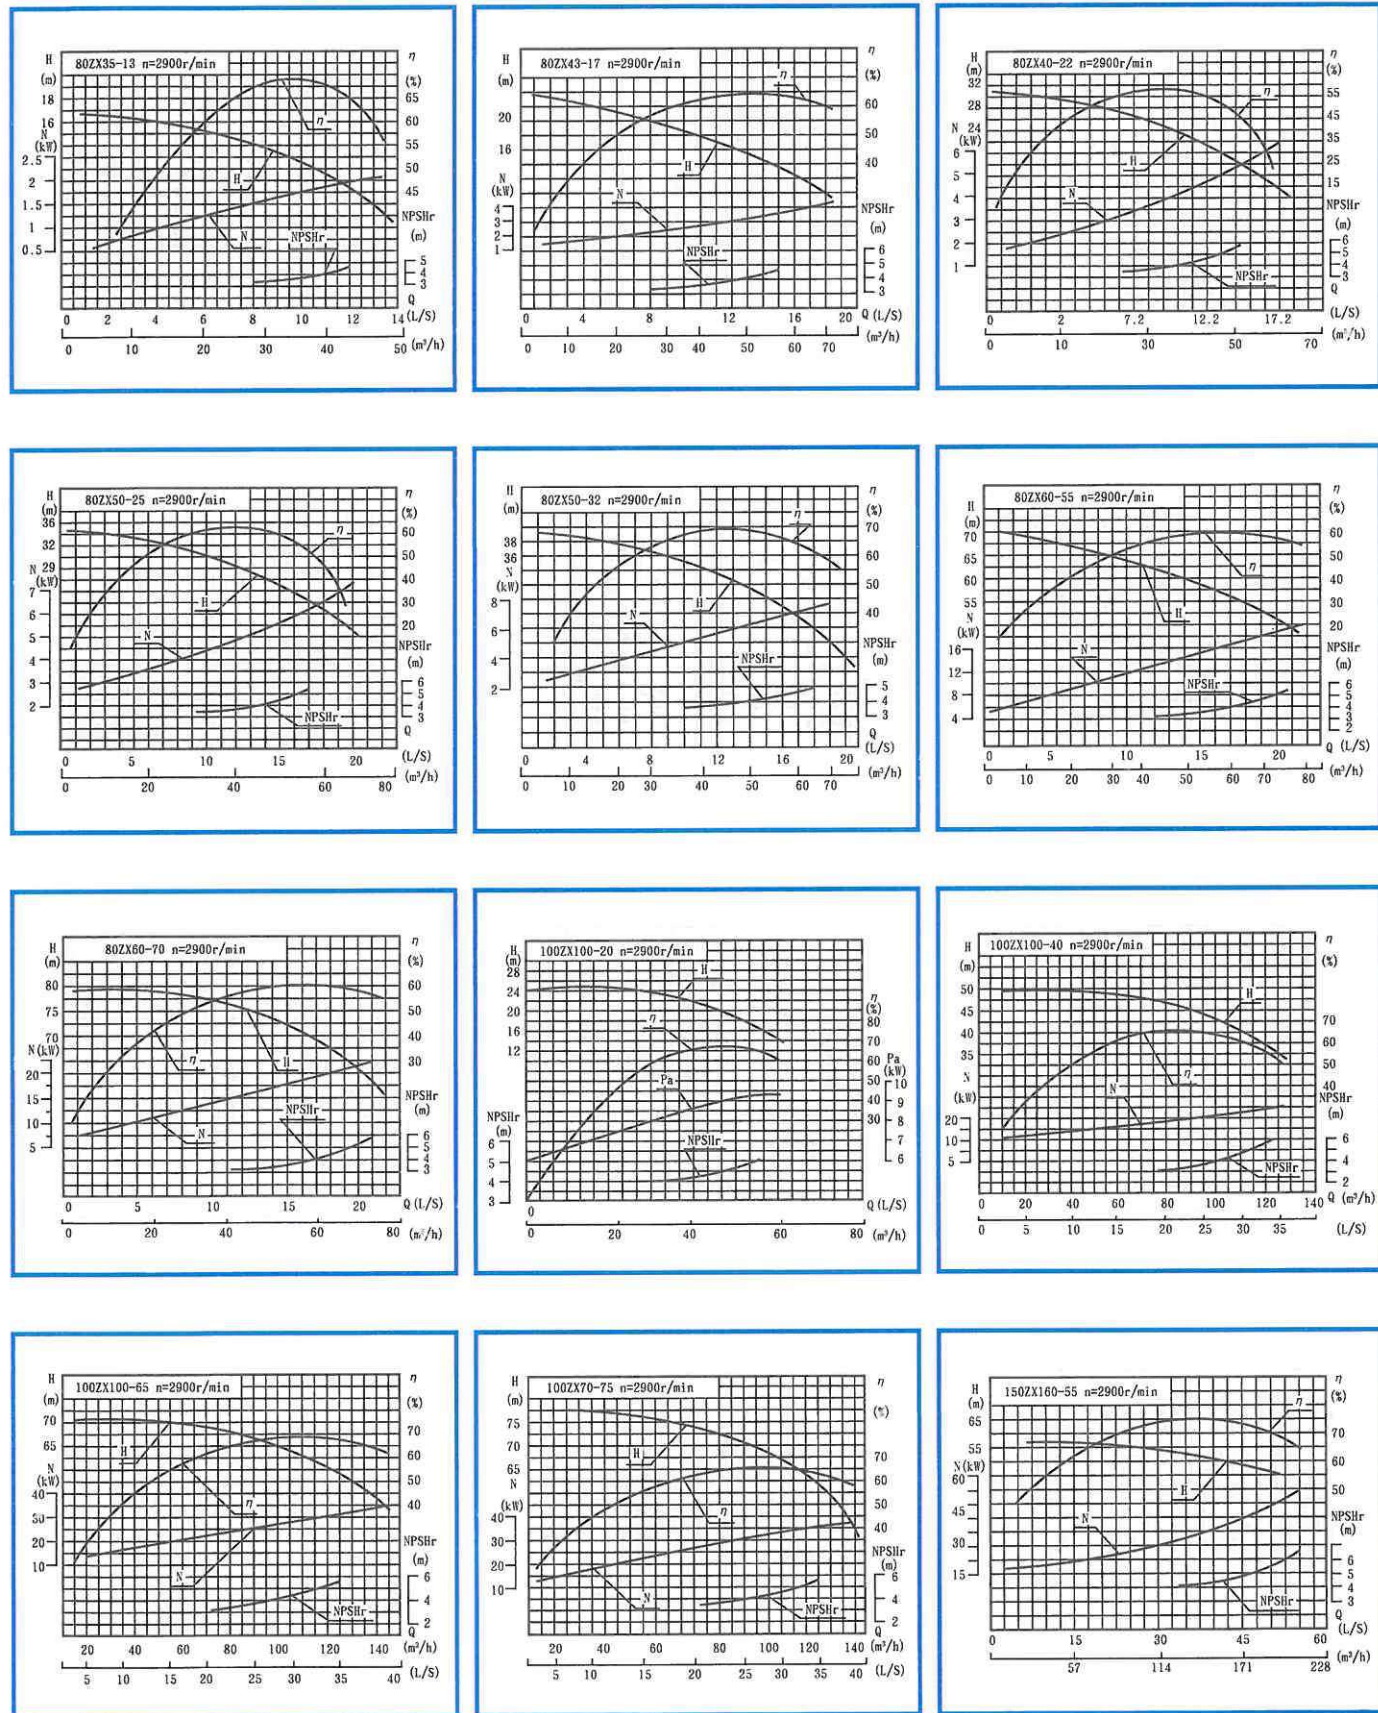 80ZX35-13 n=2900r/min
H
(m)
18
16
N
(kW)
2.5
2
1.5
1
0.5
η
(%)
65
60
55
50
45
NPSHr
(m)
5
4
3
Q
η
H
N
NPSHr
0 2 4 6 8 10 12 14 (L/S)
0 10 20 30 40 50 (m³/h)
80ZX43-17 n=2900r/min
H
(m)
20
16
N
(kW)
4
3
2
1
η
(%)
60
50
40
NPSHr
(m)
6
5
4
3
η
H
N
NPSHr
0 4 8 12 16 20 Q (L/S)
0 10 20 30 40 50 60 70 (m³/h)
80ZX40-22 n=2900r/min
H
(m)
32
28
N 24
(kW)
6
5
4
3
2
1
η
(%)
55
45
35
25
15
NPSHr
(m)
6
5
4
3
Q
η
H
N
NPSHr
0 2 7.2 12.2 17.2 (L/S)
0 10 30 50 70 (m³/h)
80ZX50-25 n=2900r/min
H
(m)
36
32
N 29
(kW)
7
6
5
4
3
2
η
(%)
60
50
40
30
20
NPSHr
(m)
6
5
4
3
Q
η
H
N
NPSHr
0 5 10 15 20 (L/S)
0 20 40 60 80 (m³/h)
80ZX50-32 n=2900r/min
H
(m)
38
36
N
(kW)
8
6
4
2
η
(%)
70
60
50
40
NPSHr
(m)
5
4
3
Q
η
H
N
NPSHr
0 4 8 12 16 20 (L/S)
0 10 20 30 40 50 60 70 (m³/h)
80ZX60-55 n=2900r/min
H
(m)
70
65
60
55
N
(kW)
16
12
8
4
η
(%)
60
50
40
30
20
NPSHr
(m)
6
5
4
3
2
η
H
N
NPSHr
0 5 10 15 20 Q (L/S)
0 10 20 30 40 50 60 70 80 (m³/h)
80ZX60-70 n=2900r/min
H
(m)
80
75
70
N(kW)
20
15
10
5
η
(%)
60
50
40
30
NPSHr
(m)
6
5
4
3
η
H
N
NPSHr
0 5 10 15 20 Q (L/S)
0 20 40 60 80 (m³/h)
100ZX100-20 n=2900r/min
H
(m)
28
24
20
16
12
NPSHr
(m)
6
5
4
3
η
(%)
80
70
60
50
40
30
Pa
(kW)
10
9
8
7
6
H
η
Pa
NPSHr
0 Q (L/S)
0 20 40 60 80 (m³/h)
100ZX100-40 n=2900r/min
H
(m)
50
45
40
35
N
(kW)
20
10
5
η
(%)
70
60
50
40
NPSHr
(m)
6
4
2
H
η
N
NPSHr
0 20 40 60 80 100 120 140 Q (m³/h)
0 5 10 15 20 25 30 35 (L/S)
100ZX100-65 n=2900r/min
H
(m)
70
65
N
(kW)
40
30
20
10
η
(%)
70
60
50
40
NPSHr
(m)
6
4
2
Q
H
η
N
NPSHr
20 40 60 80 100 120 140 (m³/h)
5 10 15 20 25 30 35 40 (L/S)
100ZX70-75 n=2900r/min
H
(m)
75
70
65
N
(kW)
40
30
20
10
η
(%)
70
60
50
40
NPSHr
(m)
6
4
2
Q
H
η
N
NPSHr
20 40 60 80 100 120 140 (m³/h)
5 10 15 20 25 30 35 40 (L/S)
150ZX160-55 n=2900r/min
H
(m)
65
55
N(kW)
60
45
30
15
η
(%)
70
60
50
NPSHr
(m)
6
5
4
3
Q
η
H
N
NPSHr
0 15 30 45 60 (L/S)
57 114 171 228 (m³/h)